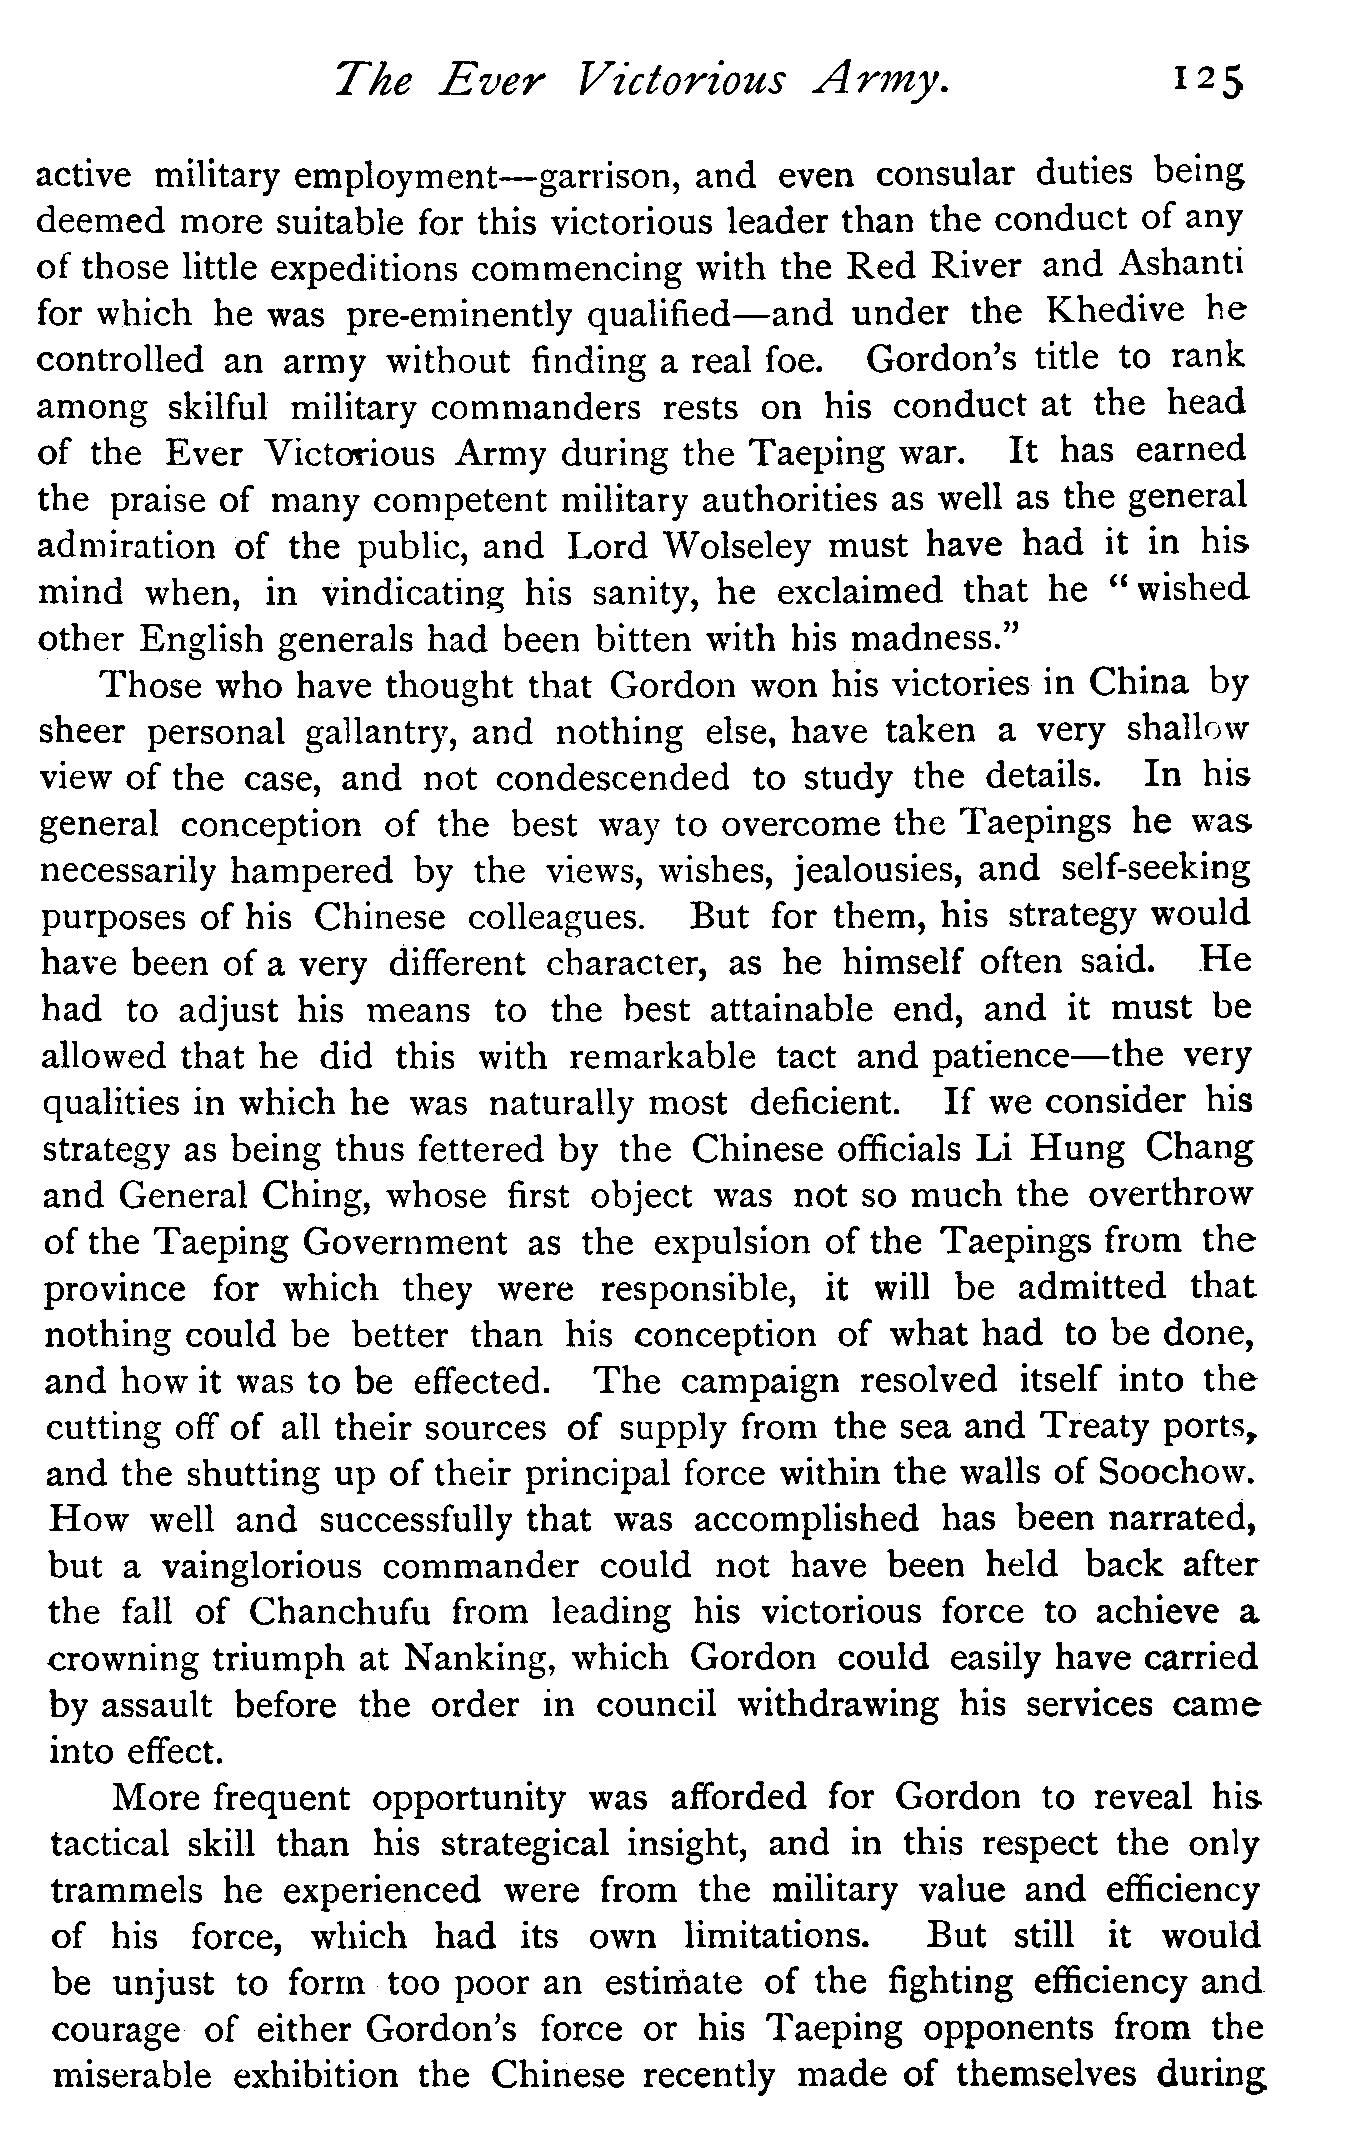 The Ever Victorious Army. 125
active military employment—garrison, and even consular duties being
deemed more suitable for this victorious leader than the conduct of any
of those little expeditions commencing with the Red River and Ashanti
for which he was pre-eminently qualified—and under the Khedive he
controlled an army without finding a real foe. Gordon's title to rank
among skilful military commanders rests on his conduct at the head
of the Ever Victorious Army during the Taeping war. It has earned
the praise of many competent military authorities as well as the general
admiration of the public, and Lord Wolseley must have had it in his
mind when, in vindicating his sanity, he exclaimed that he "wished
other English generals had been bitten with his madness."
Those who have thought that Gordon won his victories in China by
sheer personal gallantry, and nothing else, have taken a very shallow
view of the case, and not condescended to study the details. In his
general conception of the best way to overcome the Taepings he was
necessarily hampered by the views, wishes, jealousies, and self-seeking
purposes of his Chinese colleagues. But for them, his strategy would
have been of a very different character, as he himself often said. He
had to adjust his means to the best attainable end, and it must be
allowed that he did this with remarkable tact and patience—the very
qualities in which he was naturally most deficient. If we consider his
strategy as being thus fettered by the Chinese officials Li Hung Chang
and General Ching, whose first object was not so much the overthrow
of the Taeping Government as the expulsion of the Taepings from the
province for which they were responsible, it will be admitted that
nothing could be better than his conception of what had to be done,
and how it was to be effected. The campaign resolved itself into the
cutting off of all their sources of supply from the sea and Treaty ports,
and the shutting up of their principal force within the walls of Soochow.
How well and successfully that was accomplished has been narrated,
but a vainglorious commander could not have been held back after
the fall of Chanchufu from leading his victorious force to achieve a
crowning triumph at Nanking, which Gordon could easily have carried
by assault before the order in council withdrawing his services came
into effect.
More frequent opportunity was afforded for Gordon to reveal his
tactical skill than his strategical insight, and in this respect the only
trammels he experienced were from the military value and efficiency
of his force, which had its own limitations. But still it would
be unjust to form too poor an estimate of the fighting efficiency and
courage of either Gordon's force or his Taeping opponents from the
miserable exhibition the Chinese recently made of themselves during